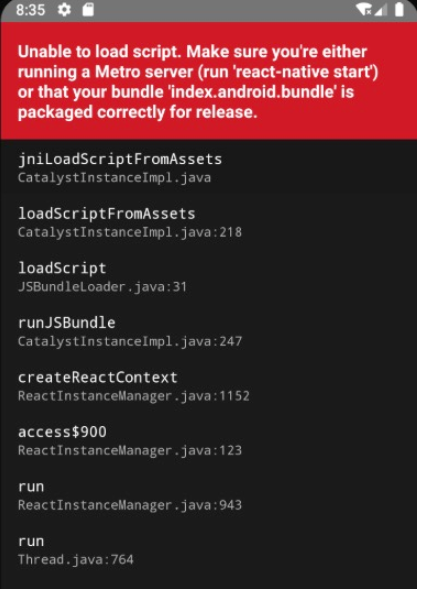 8:35
Unable to load script. Make sure you're either
running a Metro server (run 'react-native start')
or that your bundle 'index.android.bundle' is
packaged correctly for release.
jniLoadScriptFromAssets
CatalystInstanceImpl.java
loadScriptFromAssets
CatalystInstanceImpl.java:218
loadScript
JSBundleLoader.java:31
runJSBundle
CatalystInstanceImpl.java:247
createReactContext
ReactInstanceManager.java:1152
access$900
ReactInstanceManager.java:123
run
ReactInstanceManager.java:943
run
Thread.java:764